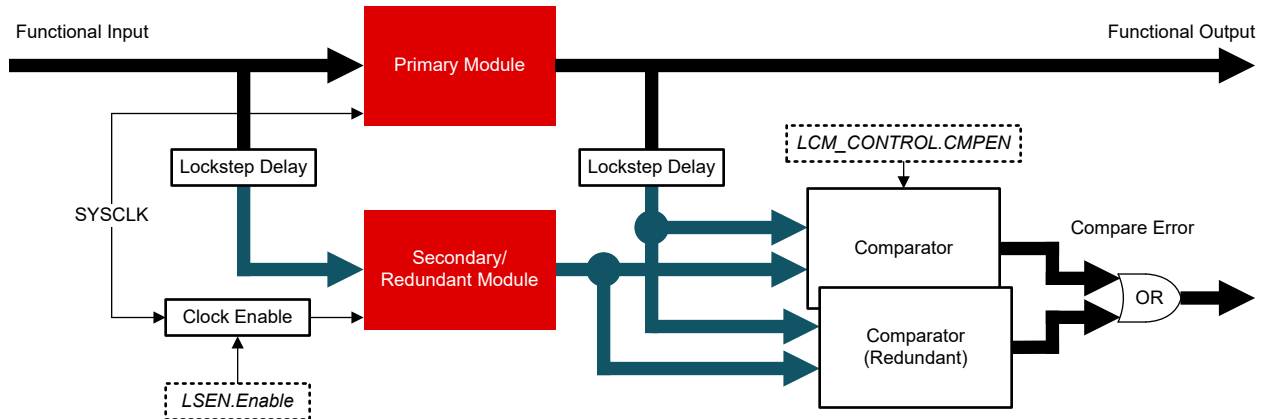 Functional Input
Functional Output
Primary Module
LCM_CONTROL.CMPEN
Lockstep Delay
Lockstep Delay
SYSCLK
Secondary/
Redundant Module
Comparator
Compare Error
Clock Enable
OR
Comparator
(Redundant)
LSEN.Enable